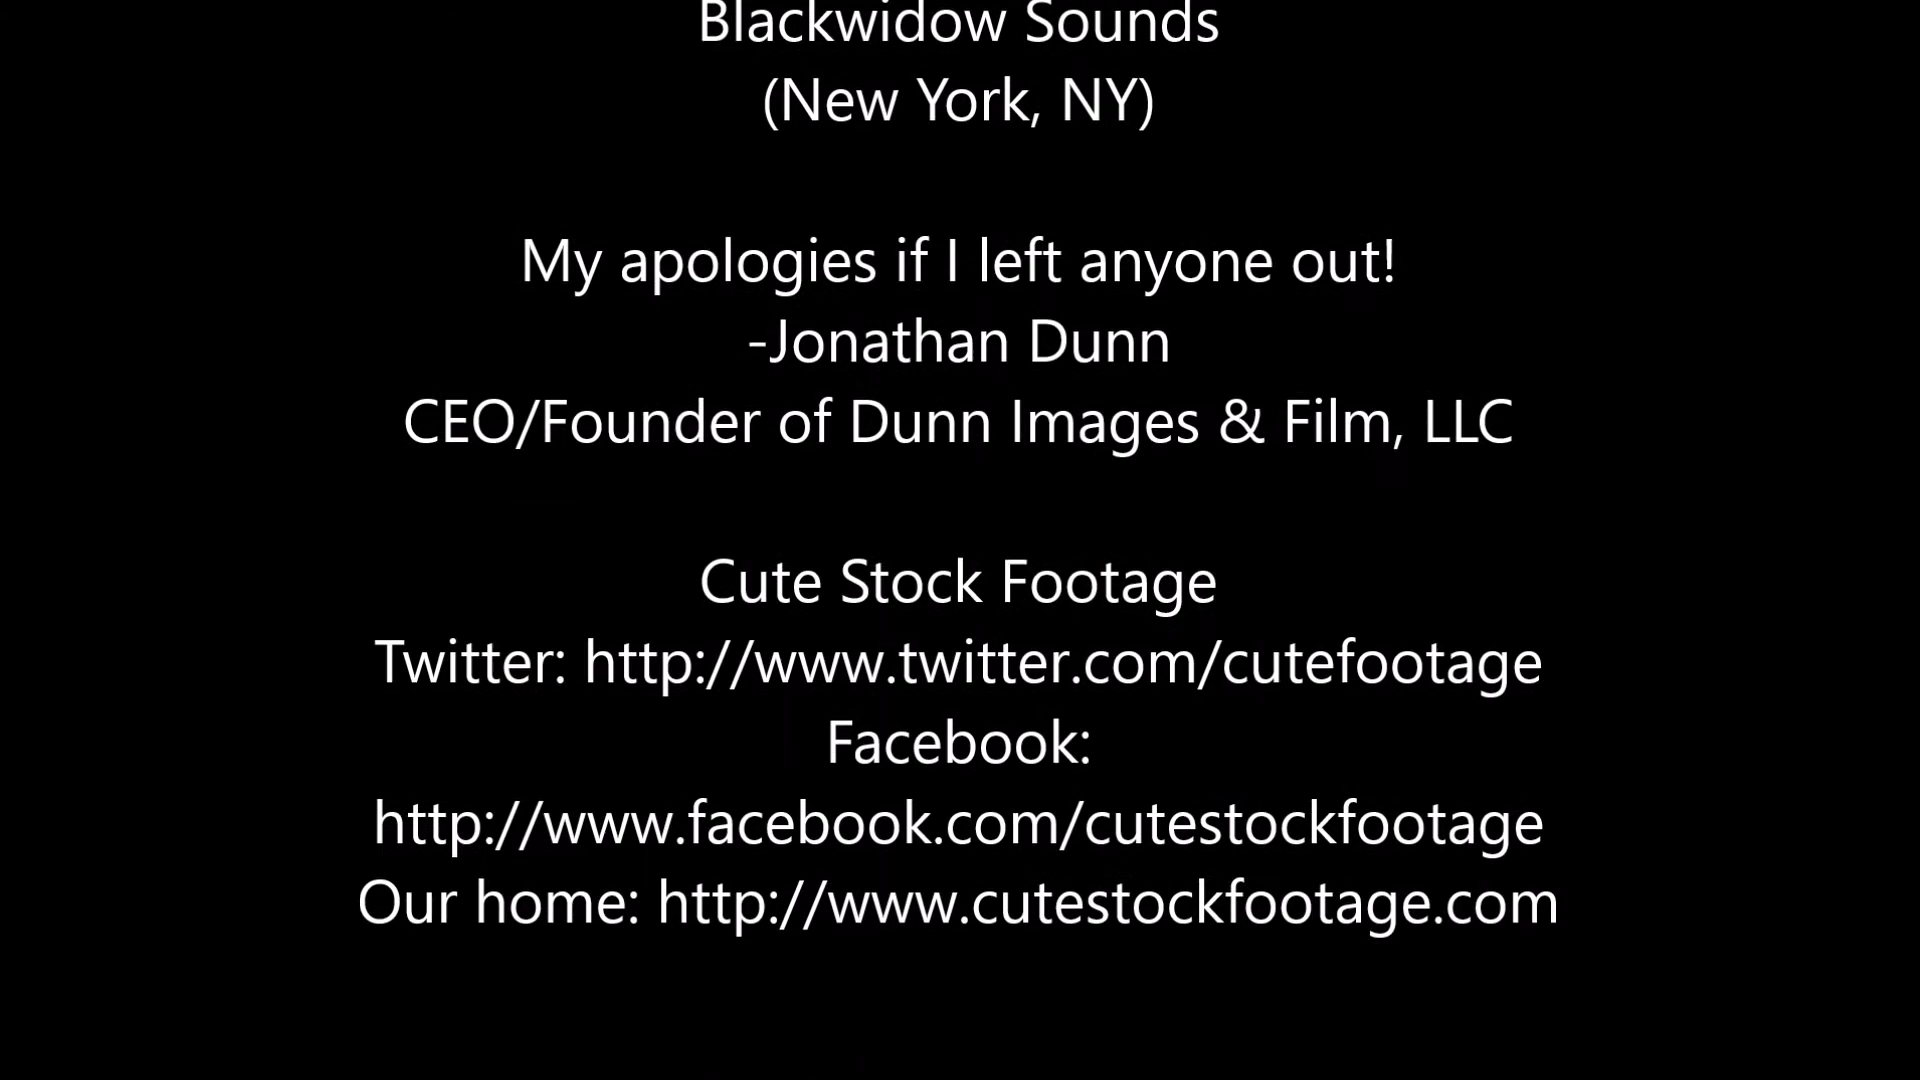 Blackwidow Sounds
(New York, NY)
My apologies if I left anyone out!
-Jonathan Dunn
CEO/Founder of Dunn Images & Film, LLC
Cute Stock Footage
Twitter: http://www.twitter.com/cutefootage
Facebook:
http://www.facebook.com/cutestockfootage
Our home: http://www.cutestockfootage.com